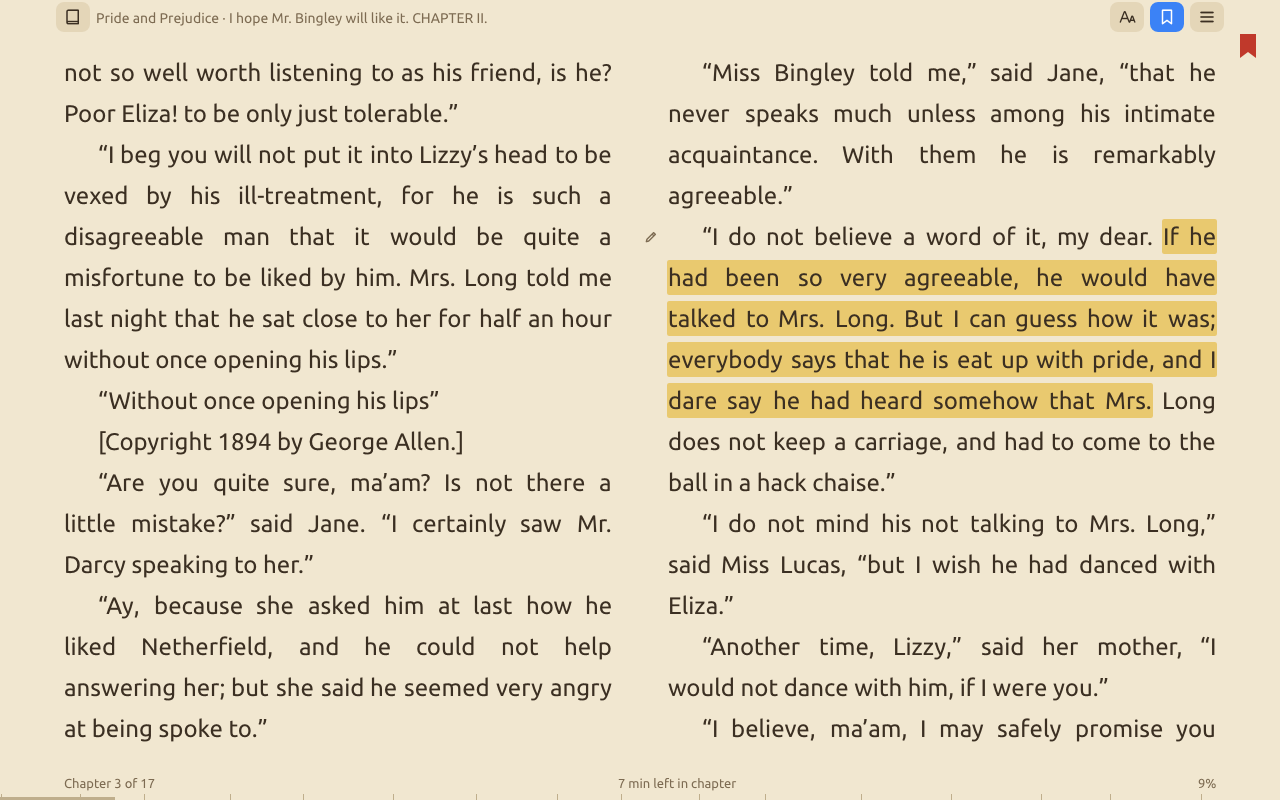 Pride and Prejudice · I hope Mr. Bingley will like it. CHAPTER II.
AA
not so well worth listening to as his friend, is he?
Poor Eliza! to be only just tolerable.”
“I beg you will not put it into Lizzy’s head to be
vexed by his ill-treatment, for he is such a
disagreeable man that it would be quite a
misfortune to be liked by him. Mrs. Long told me
last night that he sat close to her for half an hour
without once opening his lips.”
“Without once opening his lips”
[Copyright 1894 by George Allen.]
“Are you quite sure, ma’am? Is not there a
little mistake?” said Jane. “I certainly saw Mr.
Darcy speaking to her.”
“Ay, because she asked him at last how he
liked Netherfield, and he could not help
answering her; but she said he seemed very angry
at being spoke to.”
“Miss Bingley told me,” said Jane, “that he
never speaks much unless among his intimate
acquaintance. With them he is remarkably
agreeable.”
“I do not believe a word of it, my dear. If he
had been so very agreeable, he would have
talked to Mrs. Long. But I can guess how it was;
everybody says that he is eat up with pride, and I
dare say he had heard somehow that Mrs. Long
does not keep a carriage, and had to come to the
ball in a hack chaise.”
“I do not mind his not talking to Mrs. Long,”
said Miss Lucas, “but I wish he had danced with
Eliza.”
“Another time, Lizzy,” said her mother, “I
would not dance with him, if I were you.”
“I believe, ma’am, I may safely promise you
Chapter 3 of 17
7 min left in chapter
9%